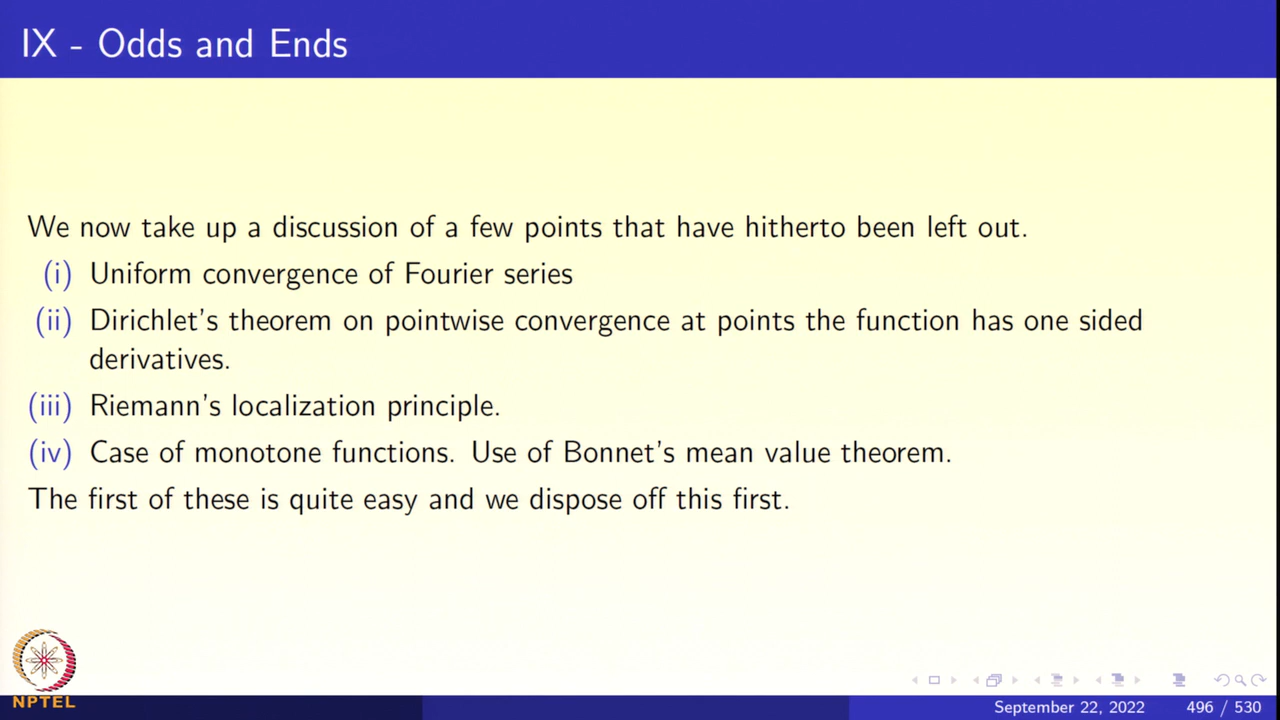 IX - Odds and Ends
We now take up a discussion of a few points that have hitherto been left out.
(i) Uniform convergence of Fourier series
(ii) Dirichlet's theorem on pointwise convergence at points the function has one sided
derivatives.
(iii) Riemann's localization principle.
(iv) Case of monotone functions. Use of Bonnet's mean value theorem.
The first of these is quite easy and we dispose off this first.
NPTEL
September 22, 2022 496 / 530